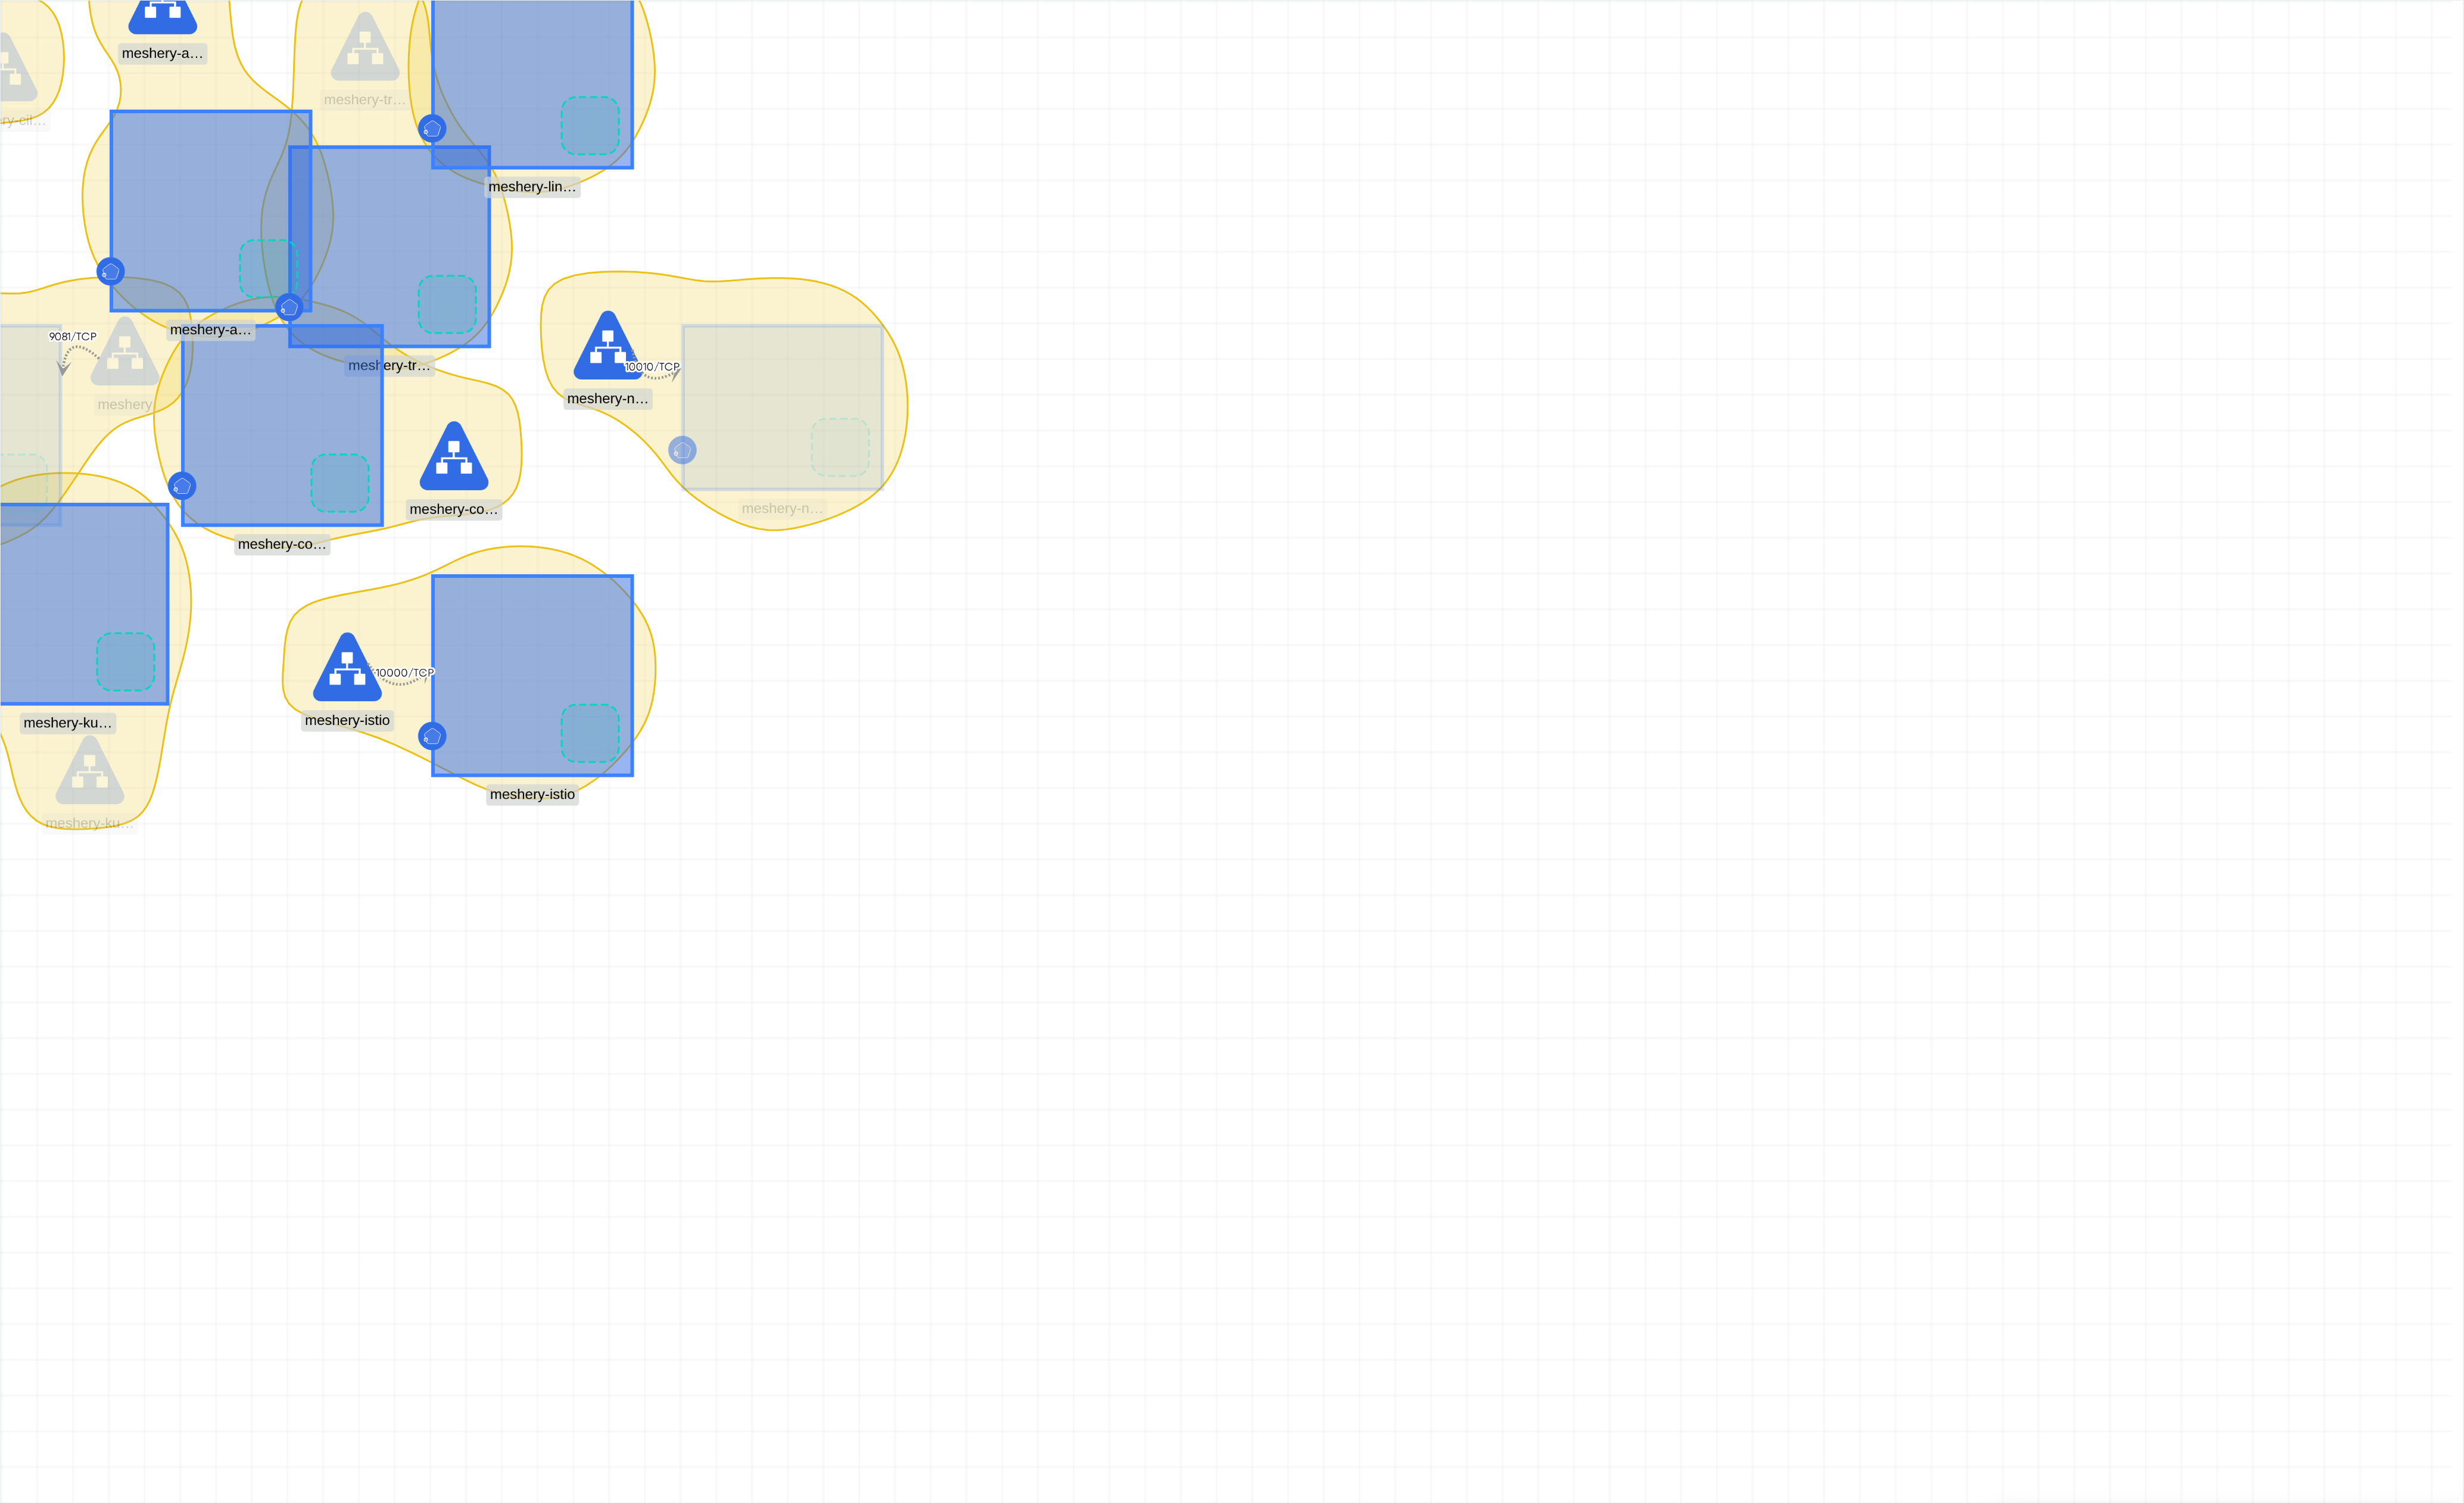 meshery-a…
meshery-tr…
ry-cil…
meshery-lin…
meshery-a…
9081/TCP
meshery-tr…
10010/TCP
meshery
meshery-n…
meshery-co…
meshery-n…
meshery-co…
10000/TCP
meshery-istio
meshery-ku…
meshery-istio
meshery-ku…